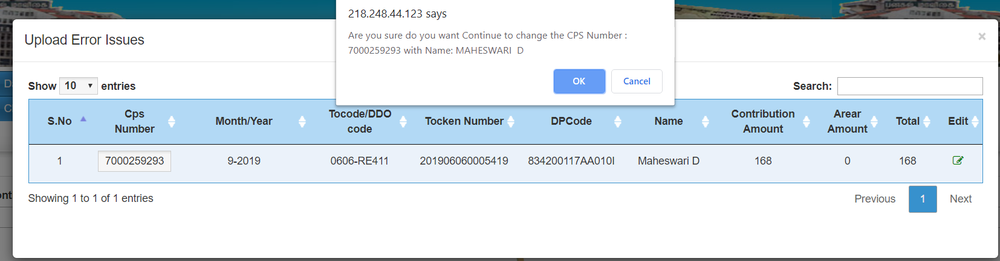 218.248.44.123 says
Are you sure do you want Continue to change the CPS Number :
7000259293 with Name: MAHESWARI  D
OK Cancel
Upload Error Issues ×
Show 10 entries Search:
S.No Cps Number Month/Year Tocode/DDO code Tocken Number DPCode Name Contribution Amount Arear Amount Total Edit
1 7000259293 9-2019 0606-RE411 201906060005419 834200117AA010I Maheswari D 168 0 168
Showing 1 to 1 of 1 entries Previous 1 Next